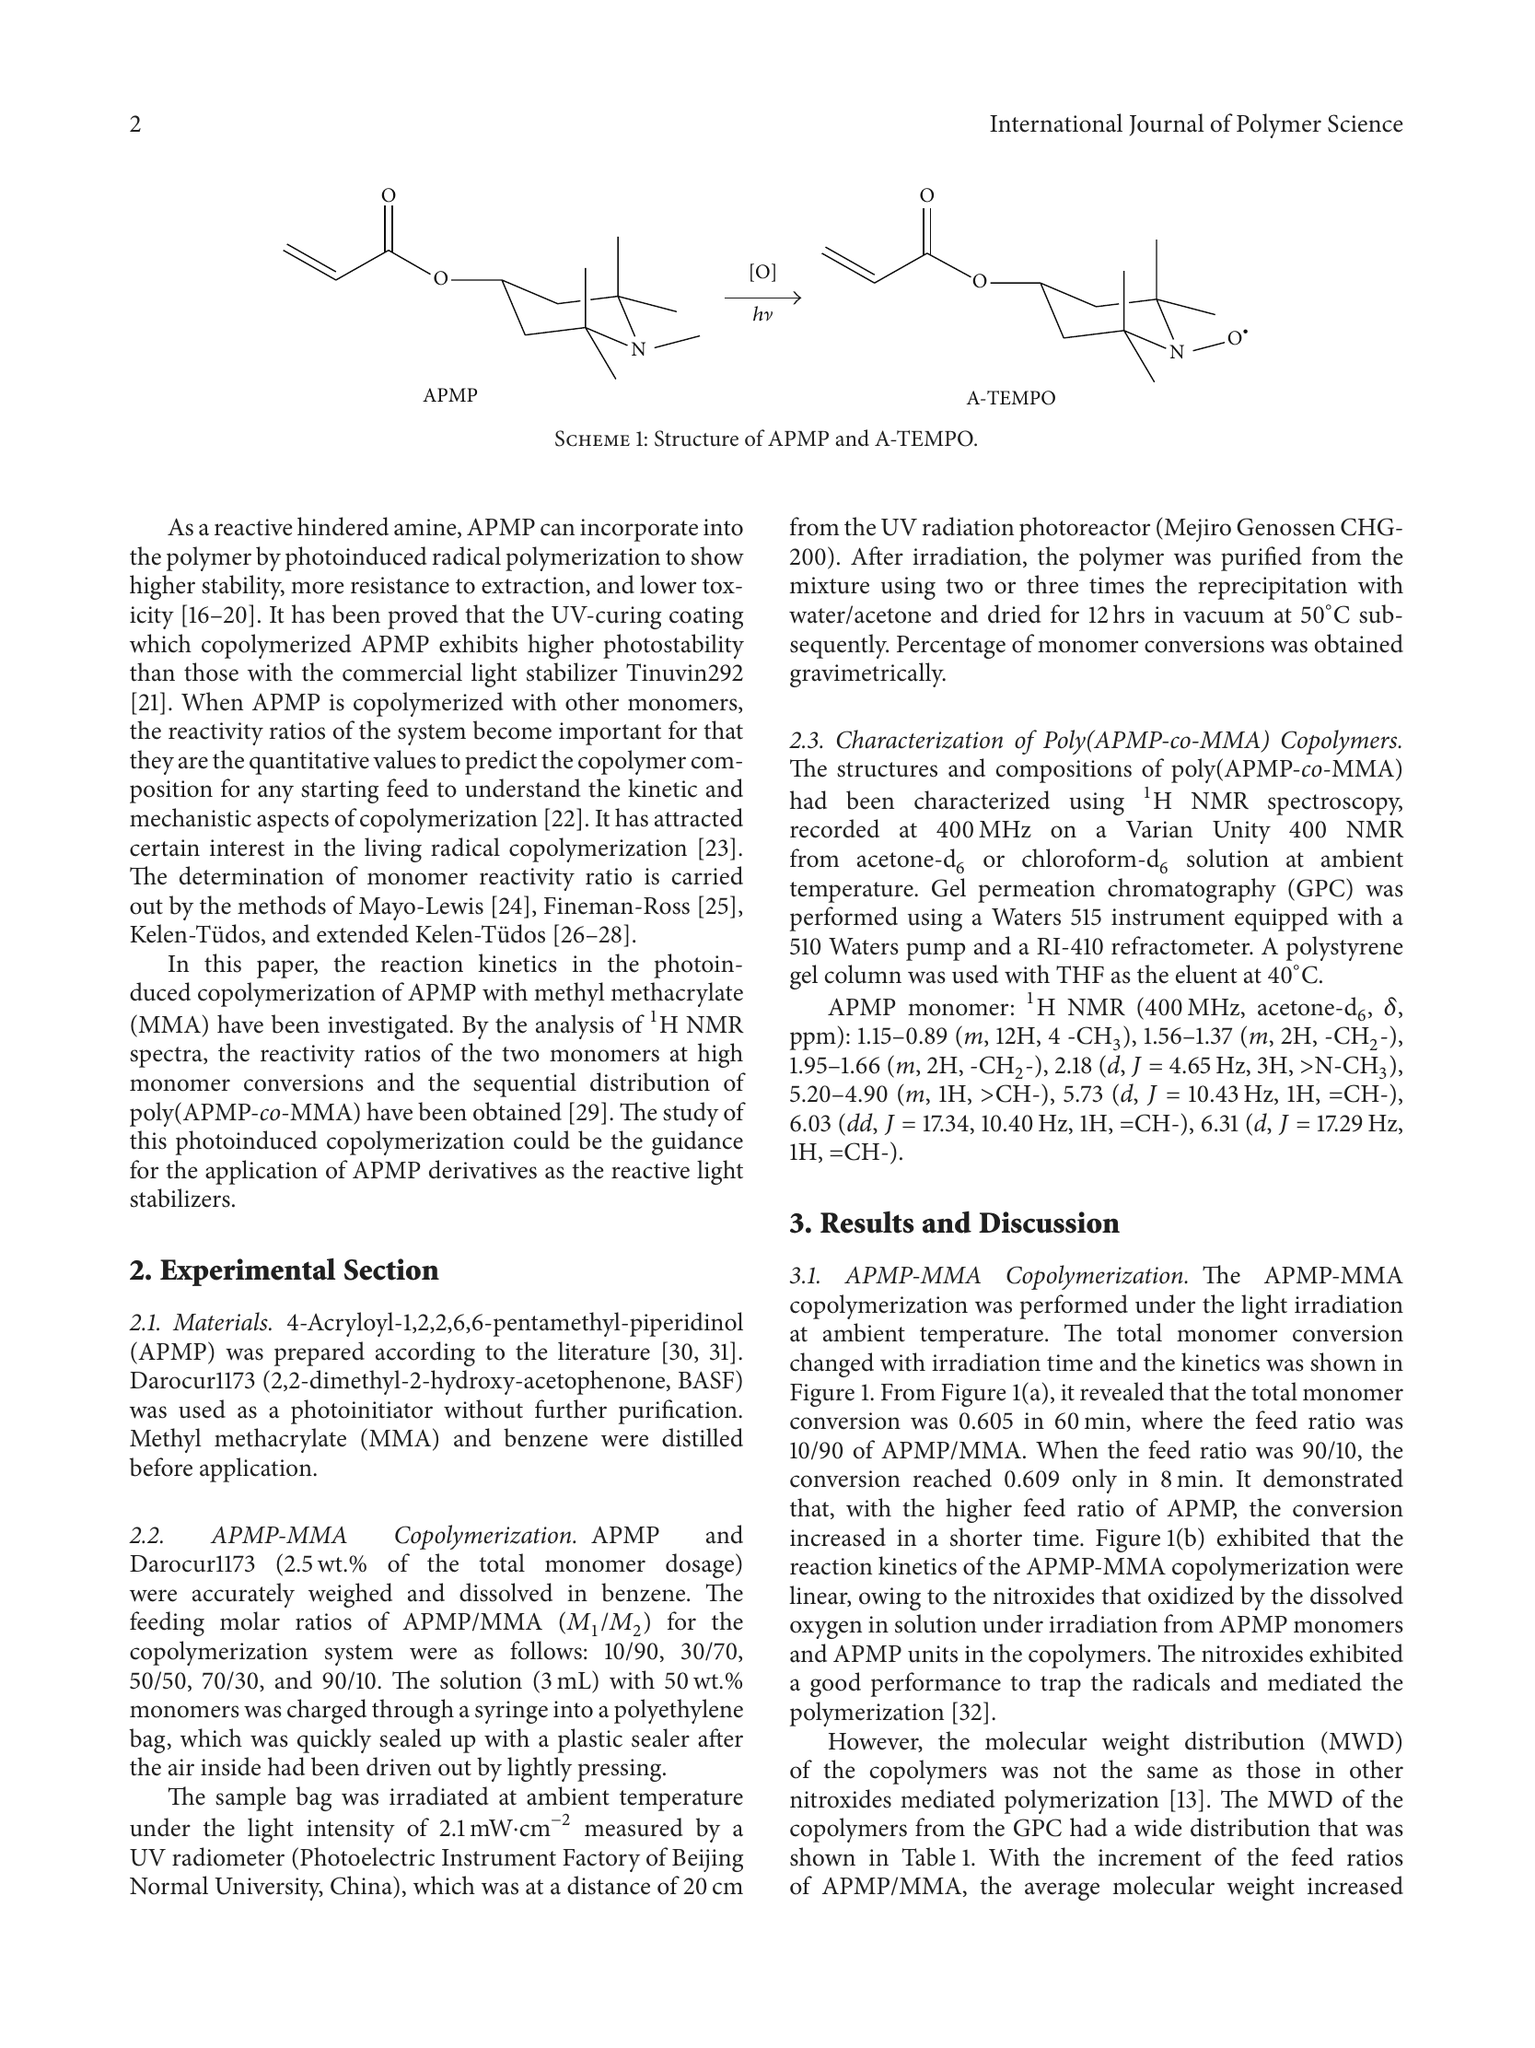 2
International Journal of Polymer Science
O
O
N
APMP
[O]
hν
O
O
N
O•
A-TEMPO
Scheme 1: Structure of APMP and A-TEMPO.
As a reactive hindered amine, APMP can incorporate into
the polymer by photoinduced radical polymerization to show
higher stability, more resistance to extraction, and lower tox-
icity [16–20]. It has been proved that the UV-curing coating
which copolymerized APMP exhibits higher photostability
than those with the commercial light stabilizer Tinuvin292
[21]. When APMP is copolymerized with other monomers,
the reactivity ratios of the system become important for that
they are the quantitative values to predict the copolymer com-
position for any starting feed to understand the kinetic and
mechanistic aspects of copolymerization [22]. It has attracted
certain interest in the living radical copolymerization [23].
The determination of monomer reactivity ratio is carried
out by the methods of Mayo-Lewis [24], Fineman-Ross [25],
Kelen-Tüdos, and extended Kelen-Tüdos [26–28].
In this paper, the reaction kinetics in the photoin-
duced copolymerization of APMP with methyl methacrylate
(MMA) have been investigated. By the analysis of ¹H NMR
spectra, the reactivity ratios of the two monomers at high
monomer conversions and the sequential distribution of
poly(APMP-co-MMA) have been obtained [29]. The study of
this photoinduced copolymerization could be the guidance
for the application of APMP derivatives as the reactive light
stabilizers.
2. Experimental Section
2.1. Materials. 4-Acryloyl-1,2,2,6,6-pentamethyl-piperidinol
(APMP) was prepared according to the literature [30, 31].
Darocur1173 (2,2-dimethyl-2-hydroxy-acetophenone, BASF)
was used as a photoinitiator without further purification.
Methyl methacrylate (MMA) and benzene were distilled
before application.
2.2. APMP-MMA Copolymerization. APMP and
Darocur1173 (2.5 wt.% of the total monomer dosage)
were accurately weighed and dissolved in benzene. The
feeding molar ratios of APMP/MMA (M₁/M₂) for the
copolymerization system were as follows: 10/90, 30/70,
50/50, 70/30, and 90/10. The solution (3 mL) with 50 wt.%
monomers was charged through a syringe into a polyethylene
bag, which was quickly sealed up with a plastic sealer after
the air inside had been driven out by lightly pressing.
The sample bag was irradiated at ambient temperature
under the light intensity of 2.1 mW·cm⁻² measured by a
UV radiometer (Photoelectric Instrument Factory of Beijing
Normal University, China), which was at a distance of 20 cm
from the UV radiation photoreactor (Mejiro Genossen CHG-
200). After irradiation, the polymer was purified from the
mixture using two or three times the reprecipitation with
water/acetone and dried for 12 hrs in vacuum at 50°C sub-
sequently. Percentage of monomer conversions was obtained
gravimetrically.
2.3. Characterization of Poly(APMP-co-MMA) Copolymers.
The structures and compositions of poly(APMP-co-MMA)
had been characterized using ¹H NMR spectroscopy,
recorded at 400 MHz on a Varian Unity 400 NMR
from acetone-d₆ or chloroform-d₆ solution at ambient
temperature. Gel permeation chromatography (GPC) was
performed using a Waters 515 instrument equipped with a
510 Waters pump and a RI-410 refractometer. A polystyrene
gel column was used with THF as the eluent at 40°C.
APMP monomer: ¹H NMR (400 MHz, acetone-d₆, δ,
ppm): 1.15–0.89 (m, 12H, 4 -CH₃), 1.56–1.37 (m, 2H, -CH₂-),
1.95–1.66 (m, 2H, -CH₂-), 2.18 (d, J = 4.65 Hz, 3H, >N-CH₃),
5.20–4.90 (m, 1H, >CH-), 5.73 (d, J = 10.43 Hz, 1H, =CH-),
6.03 (dd, J = 17.34, 10.40 Hz, 1H, =CH-), 6.31 (d, J = 17.29 Hz,
1H, =CH-).
3. Results and Discussion
3.1. APMP-MMA Copolymerization. The APMP-MMA
copolymerization was performed under the light irradiation
at ambient temperature. The total monomer conversion
changed with irradiation time and the kinetics was shown in
Figure 1. From Figure 1(a), it revealed that the total monomer
conversion was 0.605 in 60 min, where the feed ratio was
10/90 of APMP/MMA. When the feed ratio was 90/10, the
conversion reached 0.609 only in 8 min. It demonstrated
that, with the higher feed ratio of APMP, the conversion
increased in a shorter time. Figure 1(b) exhibited that the
reaction kinetics of the APMP-MMA copolymerization were
linear, owing to the nitroxides that oxidized by the dissolved
oxygen in solution under irradiation from APMP monomers
and APMP units in the copolymers. The nitroxides exhibited
a good performance to trap the radicals and mediated the
polymerization [32].
However, the molecular weight distribution (MWD)
of the copolymers was not the same as those in other
nitroxides mediated polymerization [13]. The MWD of the
copolymers from the GPC had a wide distribution that was
shown in Table 1. With the increment of the feed ratios
of APMP/MMA, the average molecular weight increased